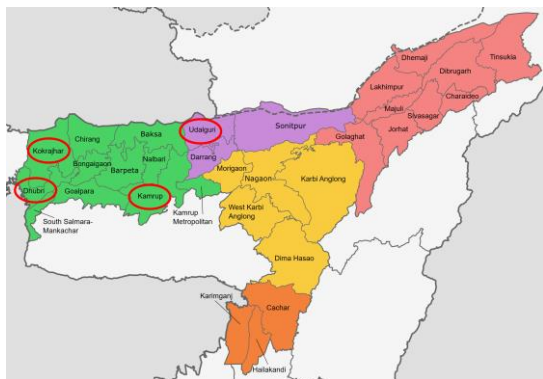 Dhemaji
Tinsukia
Dibrugarh
Lakhimpur
Charaideo
Majuli
Sivasagar
Jorhat
Golaghat
Sonitpur
Udalguri
Baksa
Chirang
Kokrajhar
Nalbari
Darrang
Bongaigaon
Barpeta
Morigaon
Nagaon
Karbi Anglong
Dhubri
Goalpara
Kamrup
South Salmara-
Mankachar
Kamrup
Metropolitan
West Karbi
Anglong
Dima Hasao
Karimganj
Cachar
Hailakandi